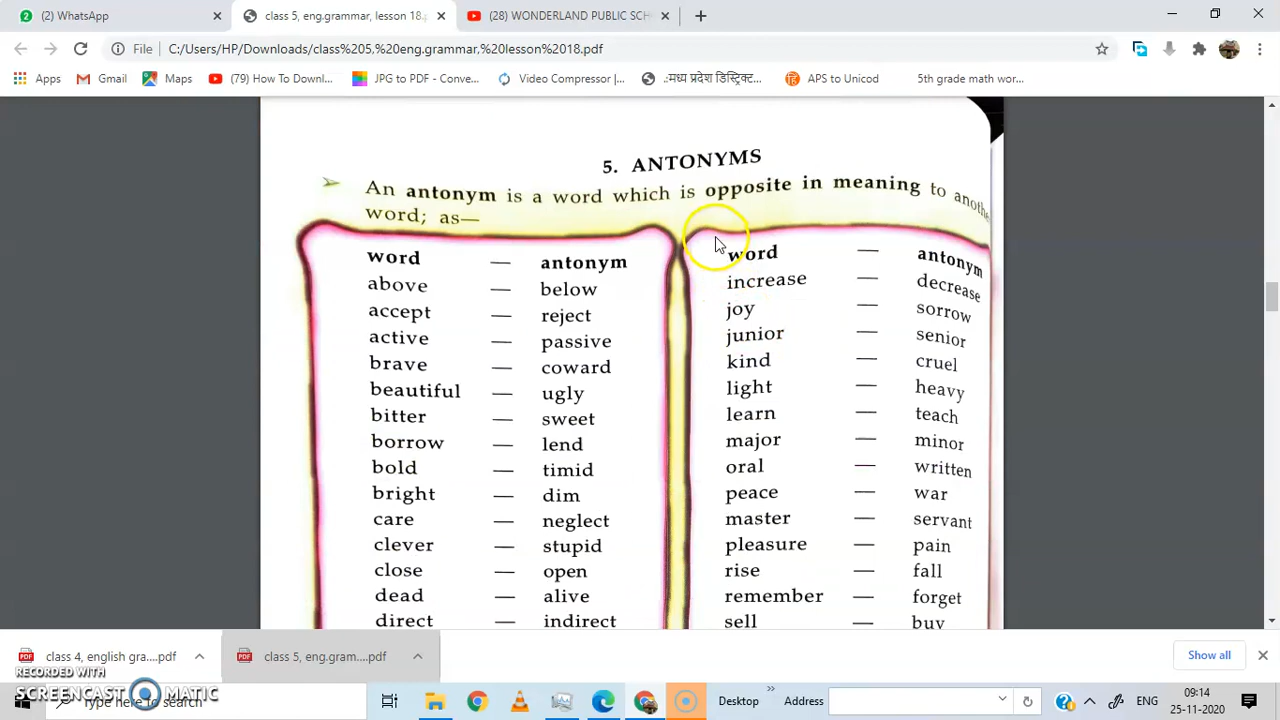 (2) WhatsApp
class 5, eng.grammar, lesson 18.
(28) WONDERLAND PUBLIC SCH
File
C:/Users/HP/Downloads/class%205,%20eng.grammar,%20lesson%2018.pdf
Apps
Gmail
Maps
(79) How To Downl...
JPG to PDF - Conve...
Video Compressor |...
.:मध्य प्रदेश डिस्ट्रिक्ट...
APS to Unicod
5th grade math wor...
5. ANTONYMS
An antonym is a word which is opposite in meaning to anothe
word; as—
word — antonym
above — below
accept — reject
active — passive
brave — coward
beautiful — ugly
bitter — sweet
borrow — lend
bold — timid
bright — dim
care — neglect
clever — stupid
close — open
dead — alive
direct — indirect
word — antonym
increase — decrease
joy — sorrow
junior — senior
kind — cruel
light — heavy
learn — teach
major — minor
oral — written
peace — war
master — servant
pleasure — pain
rise — fall
remember — forget
sell — buy
class 4, english gra....pdf
class 5, eng.gram....pdf
Show all
RECORDED WITH
SCREENCAST MATIC
Type here to search
Desktop
Address
ENG
09:14
25-11-2020